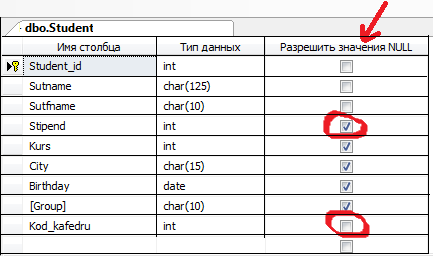 dbo.Student
Имя столбца Тип данных Разрешить значения NULL
Student_id int
Sutname char(125)
Sutfname char(10)
Stipend int
Kurs int
City char(15)
Birthday date
[Group] char(10)
Kod_kafedru int